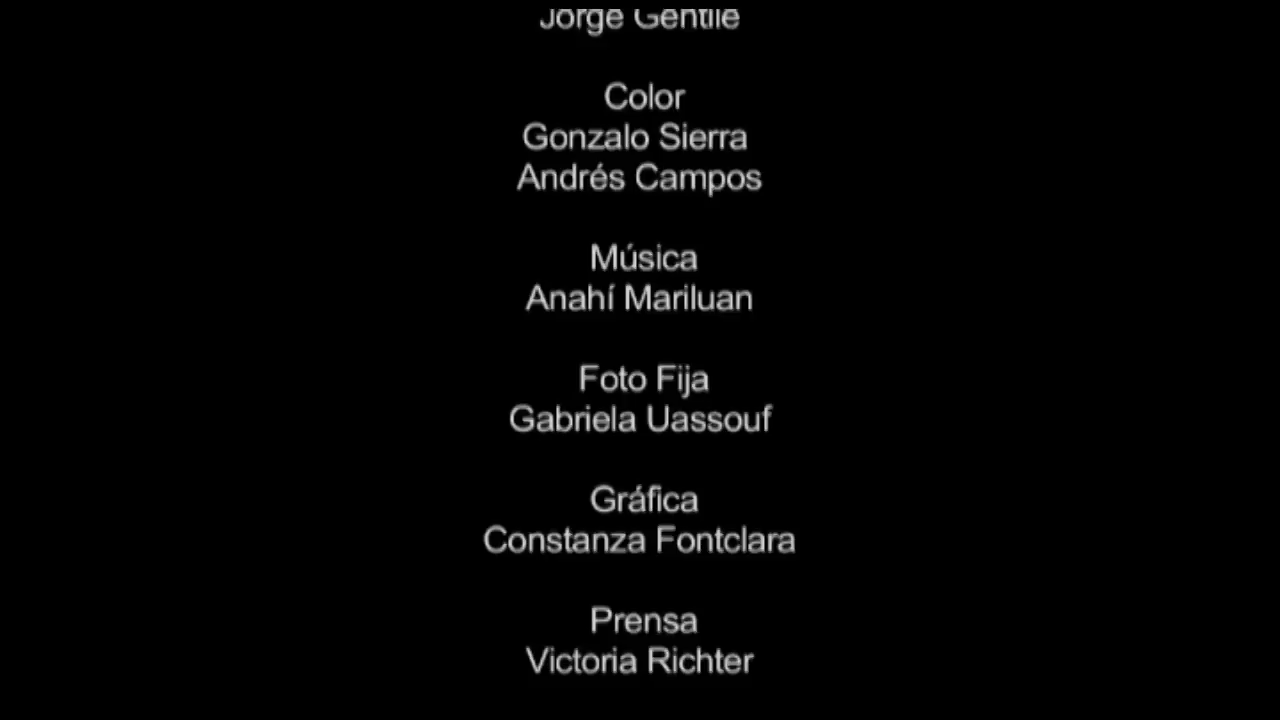 Jorge Gentile
Color
Gonzalo Sierra
Andrés Campos
Música
Anahí Mariluan
Foto Fija
Gabriela Uassouf
Gráfica
Constanza Fontclara
Prensa
Victoria Richter